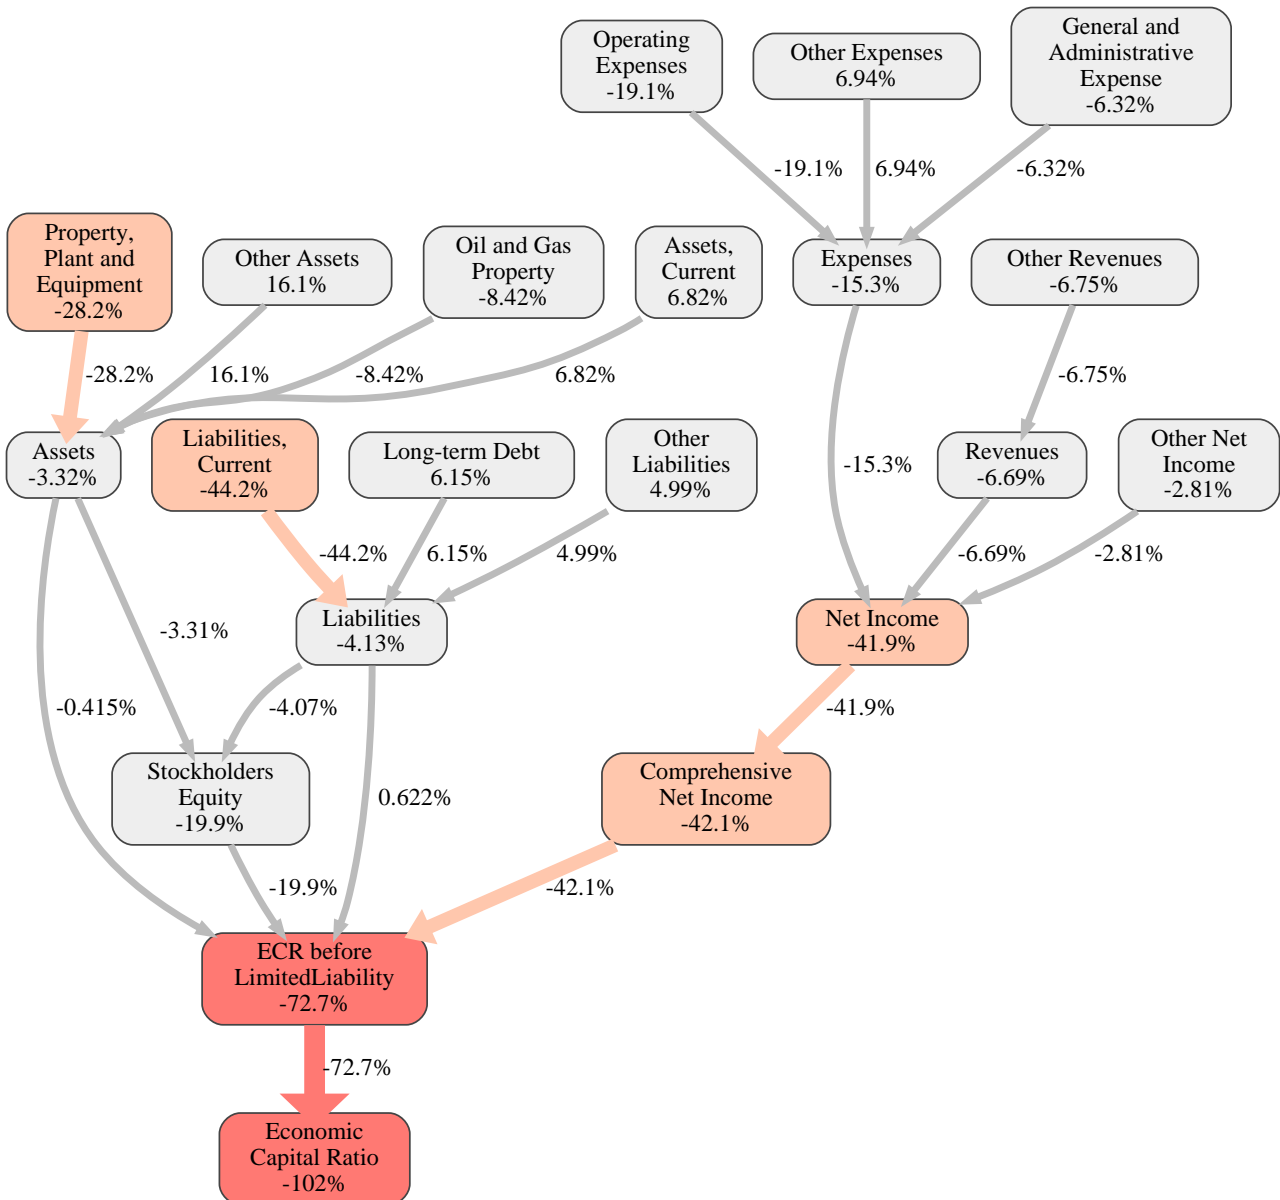 Operating
Expenses
-19.1%
Other Expenses
6.94%
General and
Administrative
Expense
-6.32%
-19.1%
6.94%
-6.32%
Property,
Plant and
Equipment
-28.2%
Other Assets
16.1%
Oil and Gas
Property
-8.42%
Assets,
Current
6.82%
Expenses
-15.3%
Other Revenues
-6.75%
-28.2%
16.1%
-8.42%
6.82%
-6.75%
Assets
-3.32%
Liabilities,
Current
-44.2%
Long-term Debt
6.15%
Other
Liabilities
4.99%
-15.3%
Revenues
-6.69%
Other Net
Income
-2.81%
-44.2%
6.15%
4.99%
-6.69%
-2.81%
-3.31%
Liabilities
-4.13%
Net Income
-41.9%
-0.415%
-4.07%
-41.9%
Stockholders
Equity
-19.9%
0.622%
Comprehensive
Net Income
-42.1%
-19.9%
-42.1%
ECR before
LimitedLiability
-72.7%
-72.7%
Economic
Capital Ratio
-102%